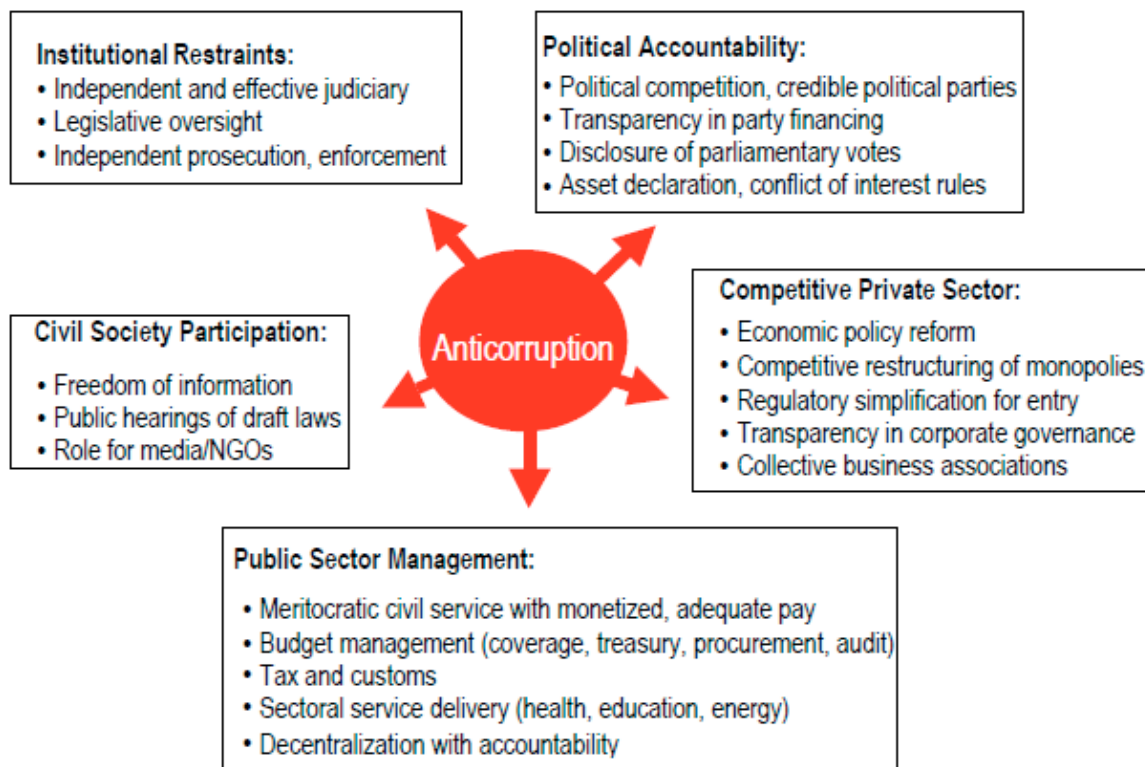 Institutional Restraints:
• Independent and effective judiciary
• Legislative oversight
• Independent prosecution, enforcement
Political Accountability:
• Political competition, credible political parties
• Transparency in party financing
• Disclosure of parliamentary votes
• Asset declaration, conflict of interest rules
Anticorruption
Civil Society Participation:
• Freedom of information
• Public hearings of draft laws
• Role for media/NGOs
Competitive Private Sector:
• Economic policy reform
• Competitive restructuring of monopolies
• Regulatory simplification for entry
• Transparency in corporate governance
• Collective business associations
Public Sector Management:
• Meritocratic civil service with monetized, adequate pay
• Budget management (coverage, treasury, procurement, audit)
• Tax and customs
• Sectoral service delivery (health, education, energy)
• Decentralization with accountability